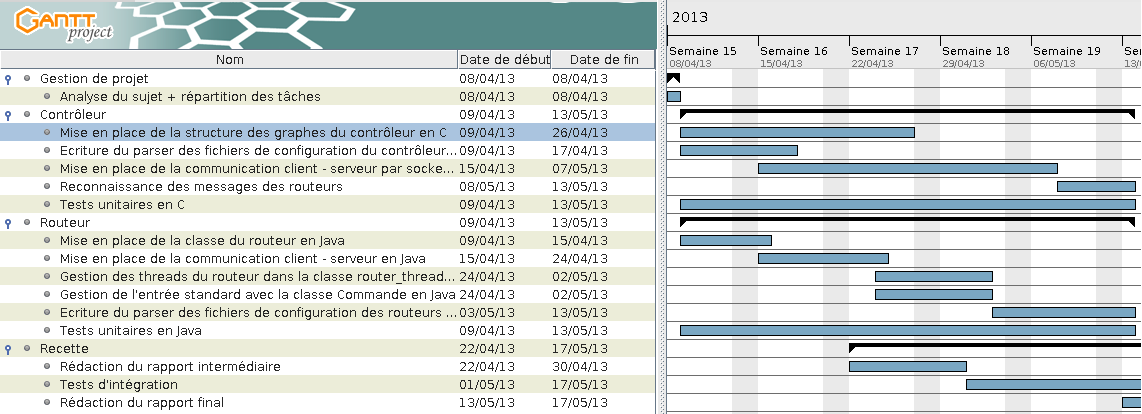 GANTT
project
2013
Semaine 15 Semaine 16 Semaine 17 Semaine 18 Semaine 19 Sem
08/04/13 15/04/13 22/04/13 29/04/13 06/05/13 13/0
Nom Date de début Date de fin
Gestion de projet 08/04/13 08/04/13
Analyse du sujet + répartition des tâches 08/04/13 08/04/13
Contrôleur 09/04/13 13/05/13
Mise en place de la structure des graphes du contrôleur en C 09/04/13 26/04/13
Ecriture du parser des fichiers de configuration du contrôleur... 09/04/13 17/04/13
Mise en place de la communication client - serveur par socke... 15/04/13 07/05/13
Reconnaissance des messages des routeurs 08/05/13 13/05/13
Tests unitaires en C 09/04/13 13/05/13
Routeur 09/04/13 13/05/13
Mise en place de la classe du routeur en Java 09/04/13 15/04/13
Mise en place de la communication client - serveur en Java 15/04/13 24/04/13
Gestion des threads du routeur dans la classe router_thread... 24/04/13 02/05/13
Gestion de l'entrée standard avec la classe Commande en Java 24/04/13 02/05/13
Ecriture du parser des fichiers de configuration des routeurs ... 03/05/13 13/05/13
Tests unitaires en Java 09/04/13 13/05/13
Recette 22/04/13 17/05/13
Rédaction du rapport intermédiaire 22/04/13 30/04/13
Tests d'intégration 01/05/13 17/05/13
Rédaction du rapport final 13/05/13 17/05/13